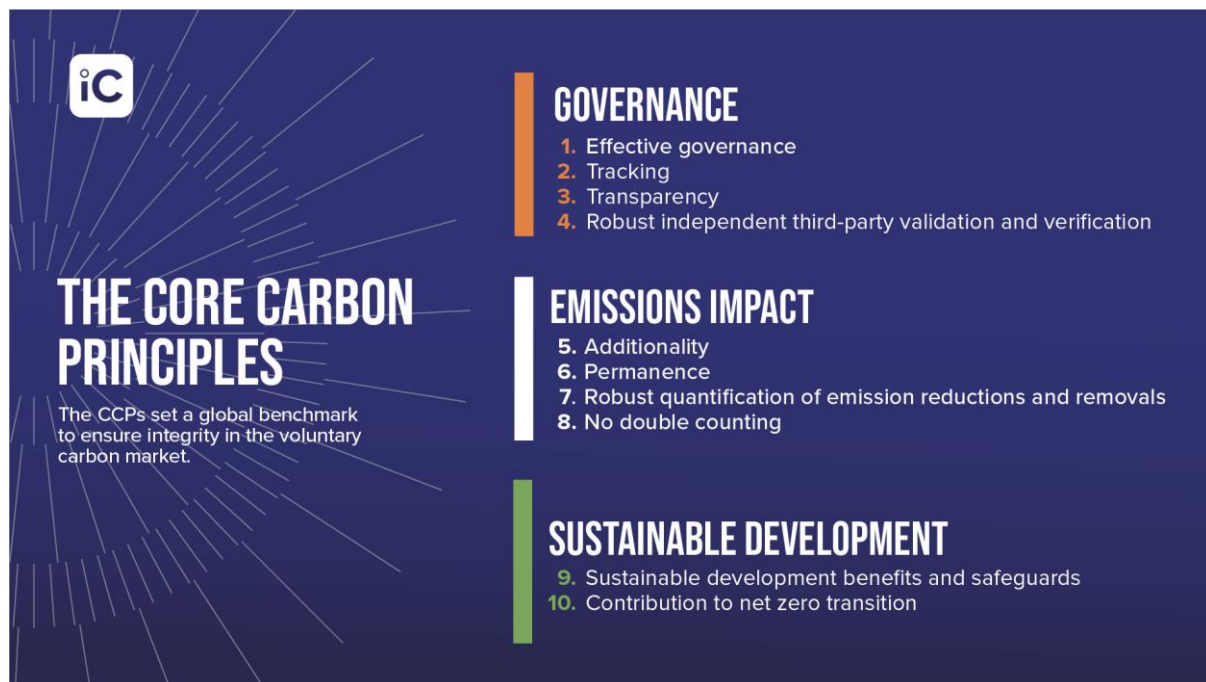 iC
THE CORE CARBON
PRINCIPLES
The CCPs set a global benchmark
to ensure integrity in the voluntary
carbon market.
GOVERNANCE
1. Effective governance
2. Tracking
3. Transparency
4. Robust independent third-party validation and verification
EMISSIONS IMPACT
5. Additionality
6. Permanence
7. Robust quantification of emission reductions and removals
8. No double counting
SUSTAINABLE DEVELOPMENT
9. Sustainable development benefits and safeguards
10. Contribution to net zero transition